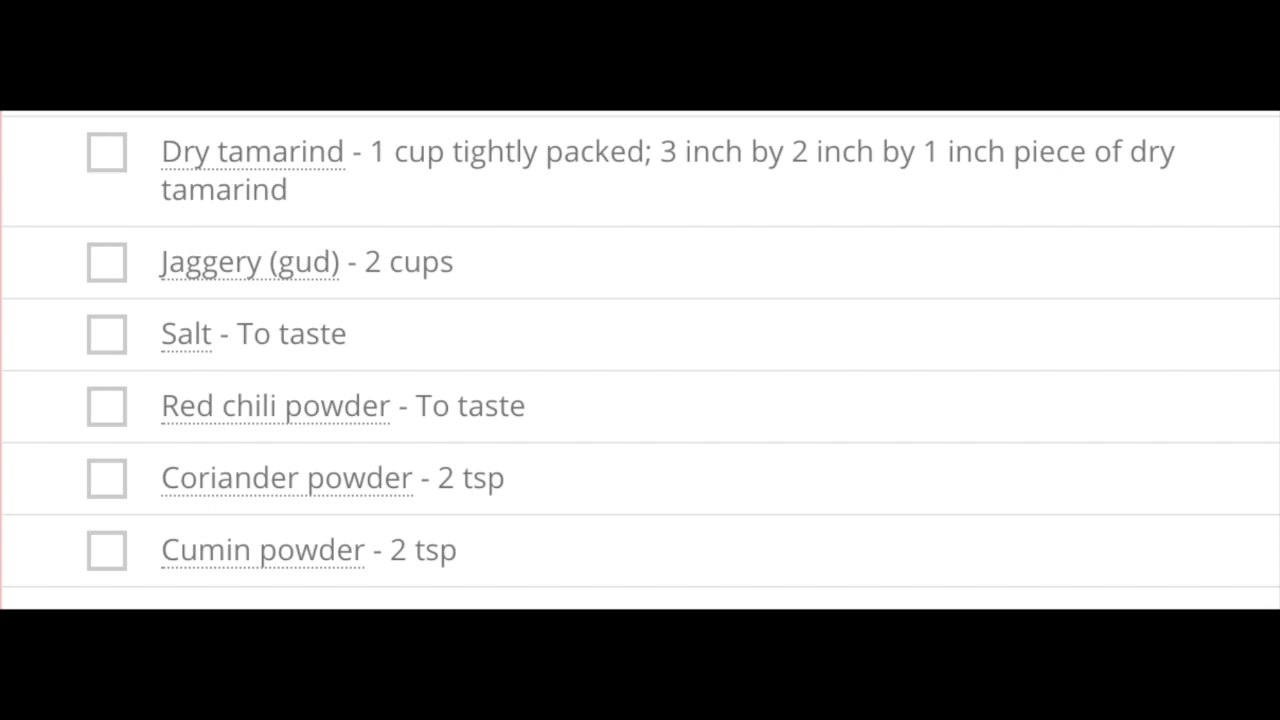 Dry tamarind - 1 cup tightly packed; 3 inch by 2 inch by 1 inch piece of dry
tamarind
Jaggery (gud) - 2 cups
Salt - To taste
Red chili powder - To taste
Coriander powder - 2 tsp
Cumin powder - 2 tsp